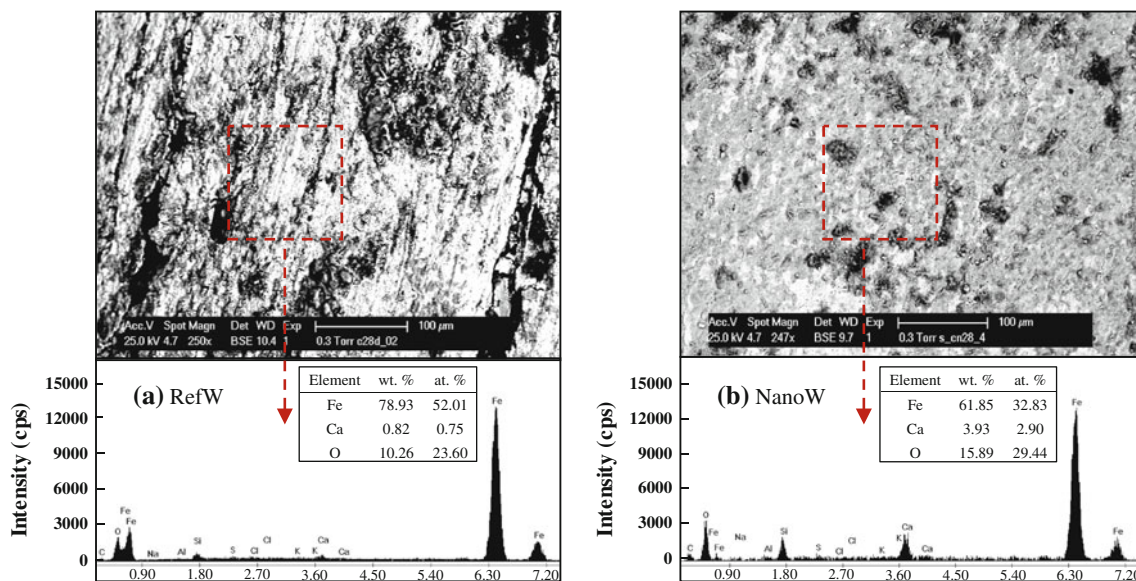 Acc.V Spot Magn Det WD Exp 100 µm
25.0 kV 4.7 250x BSE 10.4 1 0.3 Torr c28d_02
Acc.V Spot Magn Det WD Exp 100 µm
25.0 kV 4.7 247x BSE 9.7 1 0.3 Torr s_cn28_4
Intensity (cps)
15000
12000
9000
6000
3000
0
(a) RefW
Element wt. % at. %
Fe 78.93 52.01
Ca 0.82 0.75
O 10.26 23.60
Fe
Fe
O
Fe
C
Na
Al
Si
S
Cl
Cl
K
K
Ca
Ca
Fe
0.90 1.80 2.70 3.60 4.50 5.40 6.30 7.20
Intensity (cps)
15000
12000
9000
6000
3000
0
(b) NanoW
Element wt. % at. %
Fe 61.85 32.83
Ca 3.93 2.90
O 15.89 29.44
Fe
O
Fe
Fe
C
Na
Al
Si
S
Cl
Cl
K
K
Ca
Ca
Fe
0.90 1.80 2.70 3.60 4.50 5.40 6.30 7.20